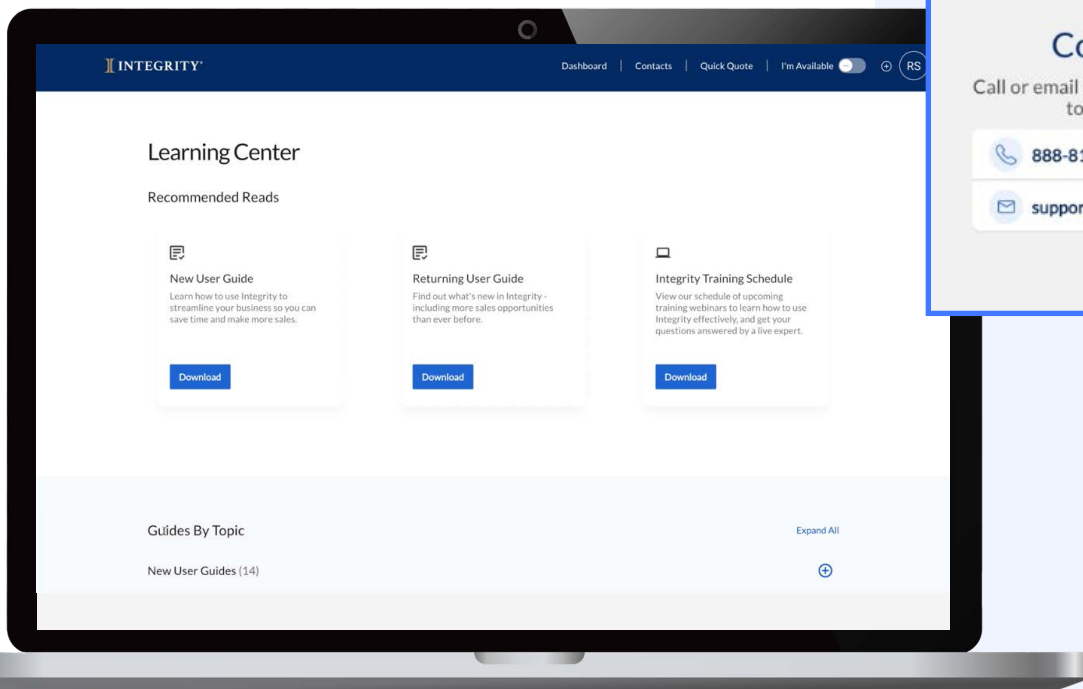 INTEGRITY
Dashboard | Contacts | Quick Quote | I'm Available RS
Learning Center
Recommended Reads
New User Guide
Learn how to use Integrity to
streamline your business so you can
save time and make more sales.
Download
Returning User Guide
Find out what's new in Integrity -
including more sales opportunities
than ever before.
Download
Integrity Training Schedule
View our schedule of upcoming
training webinars to learn how to use
Integrity effectively, and get your
questions answered by a live expert.
Download
Guides By Topic
Expand All
New User Guides (14)
Call or email
to
888-81
suppor